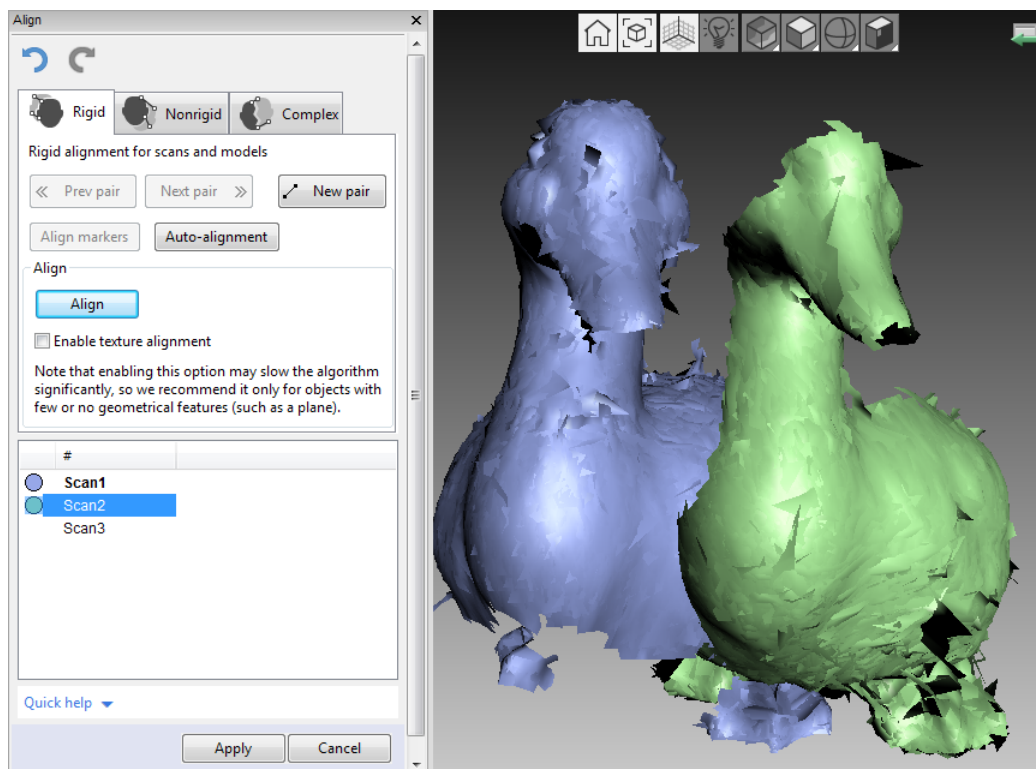 Align
Rigid
Nonrigid
Complex
Rigid alignment for scans and models
Prev pair
Next pair
New pair
Align markers
Auto-alignment
Align
Align
Enable texture alignment
Note that enabling this option may slow the algorithm
significantly, so we recommend it only for objects with
few or no geometrical features (such as a plane).
#
Scan1
Scan2
Scan3
Quick help
Apply
Cancel